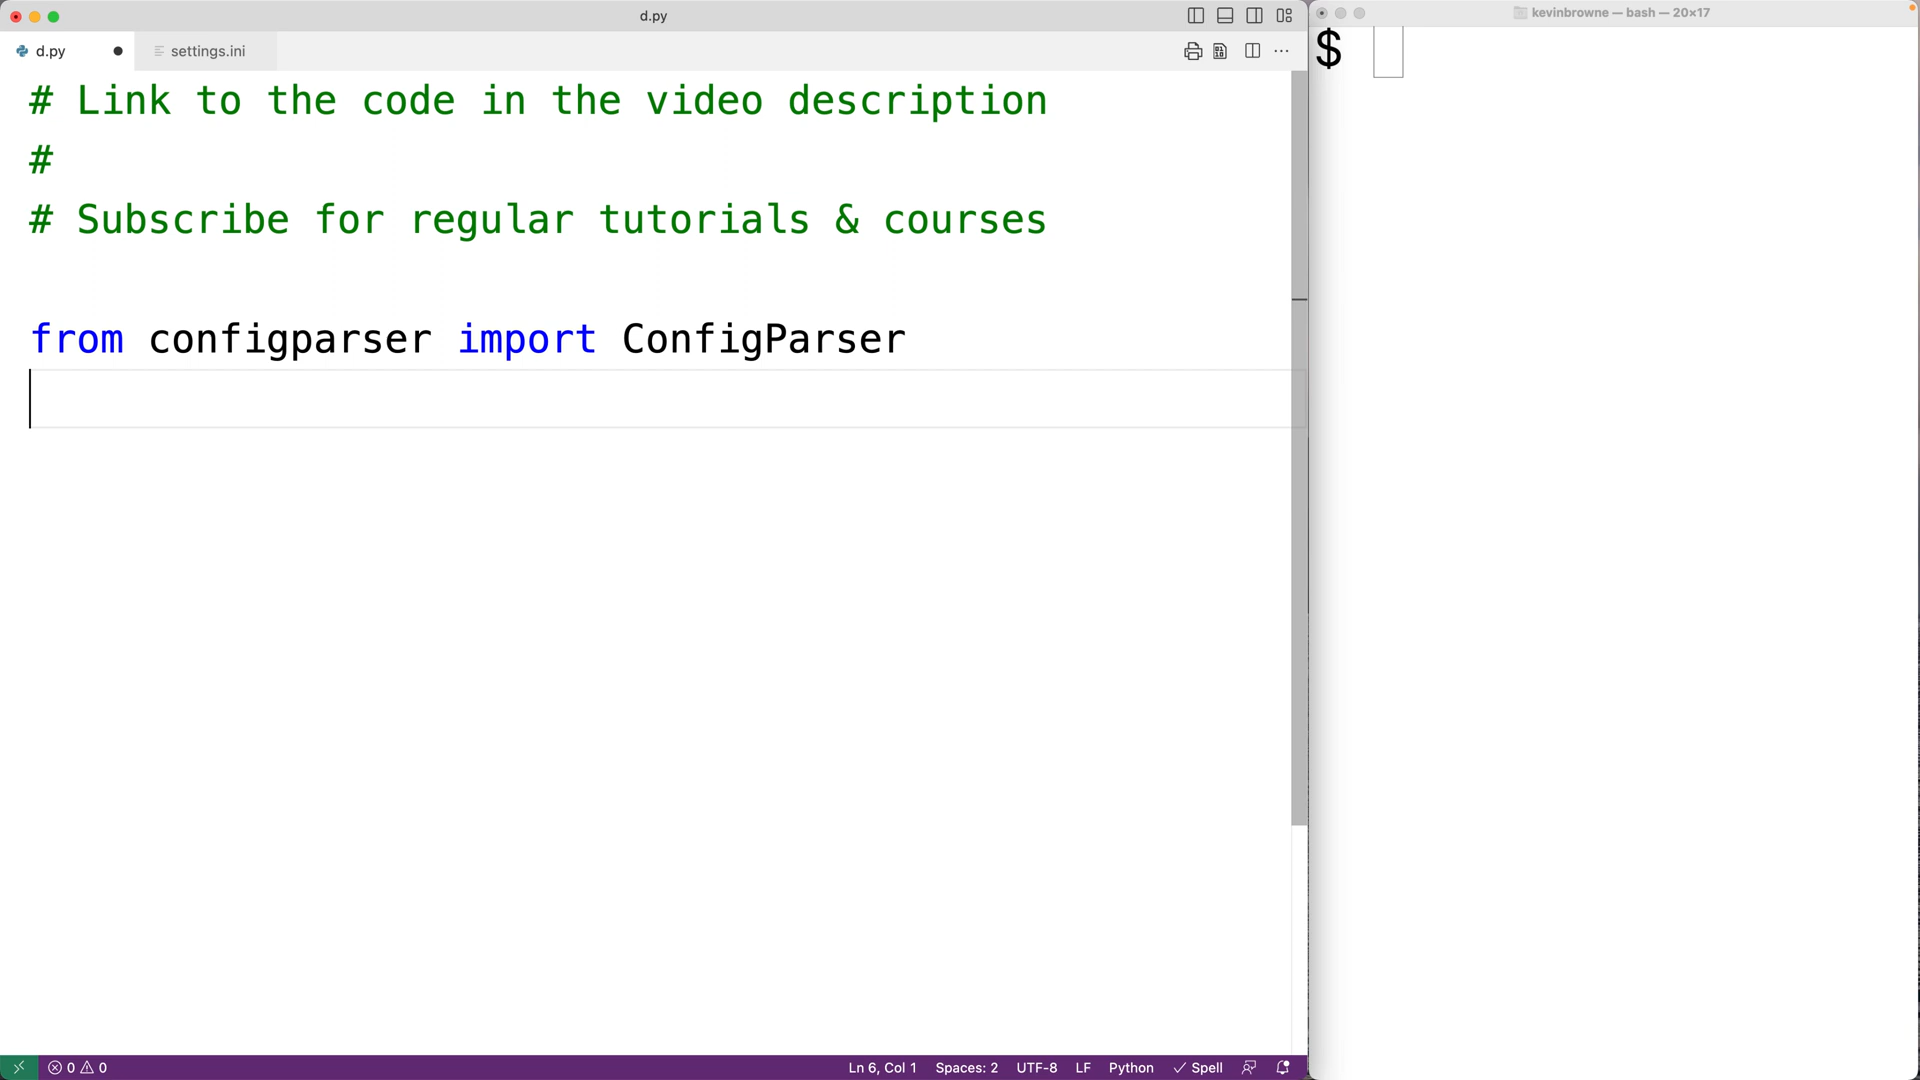 d.py
kevinbrowne — bash — 20×17
d.py
settings.ini
$
# Link to the code in the video description
#
# Subscribe for regular tutorials & courses
from configparser import ConfigParser
0 0
Ln 6, Col 1
Spaces: 2
UTF-8
LF
Python
Spell